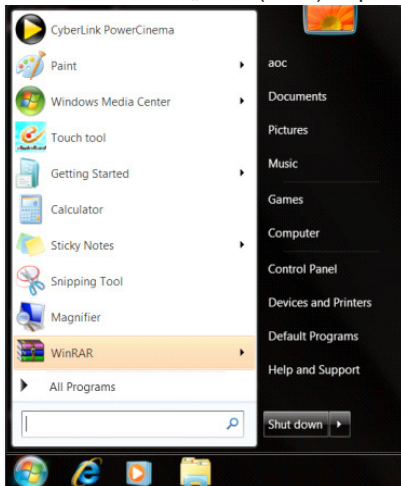 CyberLink PowerCinema
Paint
Windows Media Center
Touch tool
Getting Started
Calculator
Sticky Notes
Snipping Tool
Magnifier
WinRAR
All Programs
aoc
Documents
Pictures
Music
Games
Computer
Control Panel
Devices and Printers
Default Programs
Help and Support
Shut down